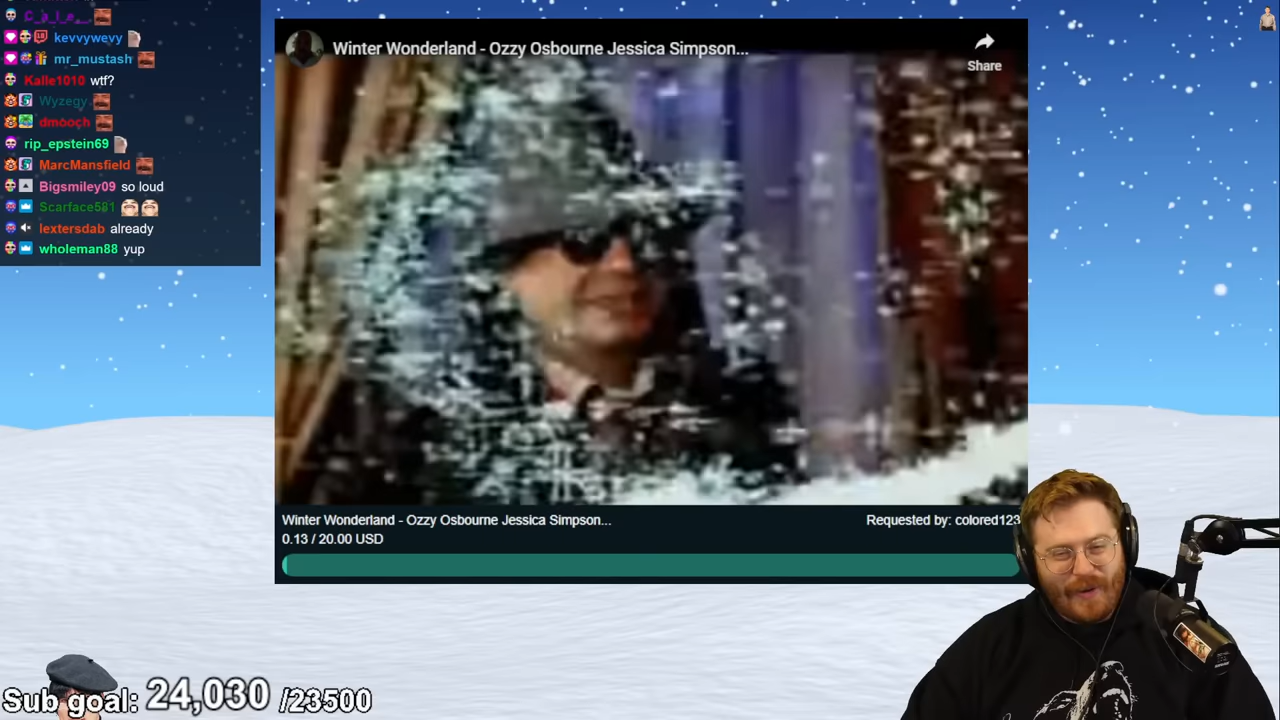 kevvywevy
mr_mustash
Kalle1010 wtf?
Wyzegy
dmooch
rip_epstein69
MarcMansfield
Bigsmiley09 so loud
Scarface581
lextersdab already
wholeman88 yup
Winter Wonderland - Ozzy Osbourne Jessica Simpson...
Share
Winter Wonderland - Ozzy Osbourne Jessica Simpson...
Requested by: colored123
0.13 / 20.00 USD
Sub goal: 24,030 /23500